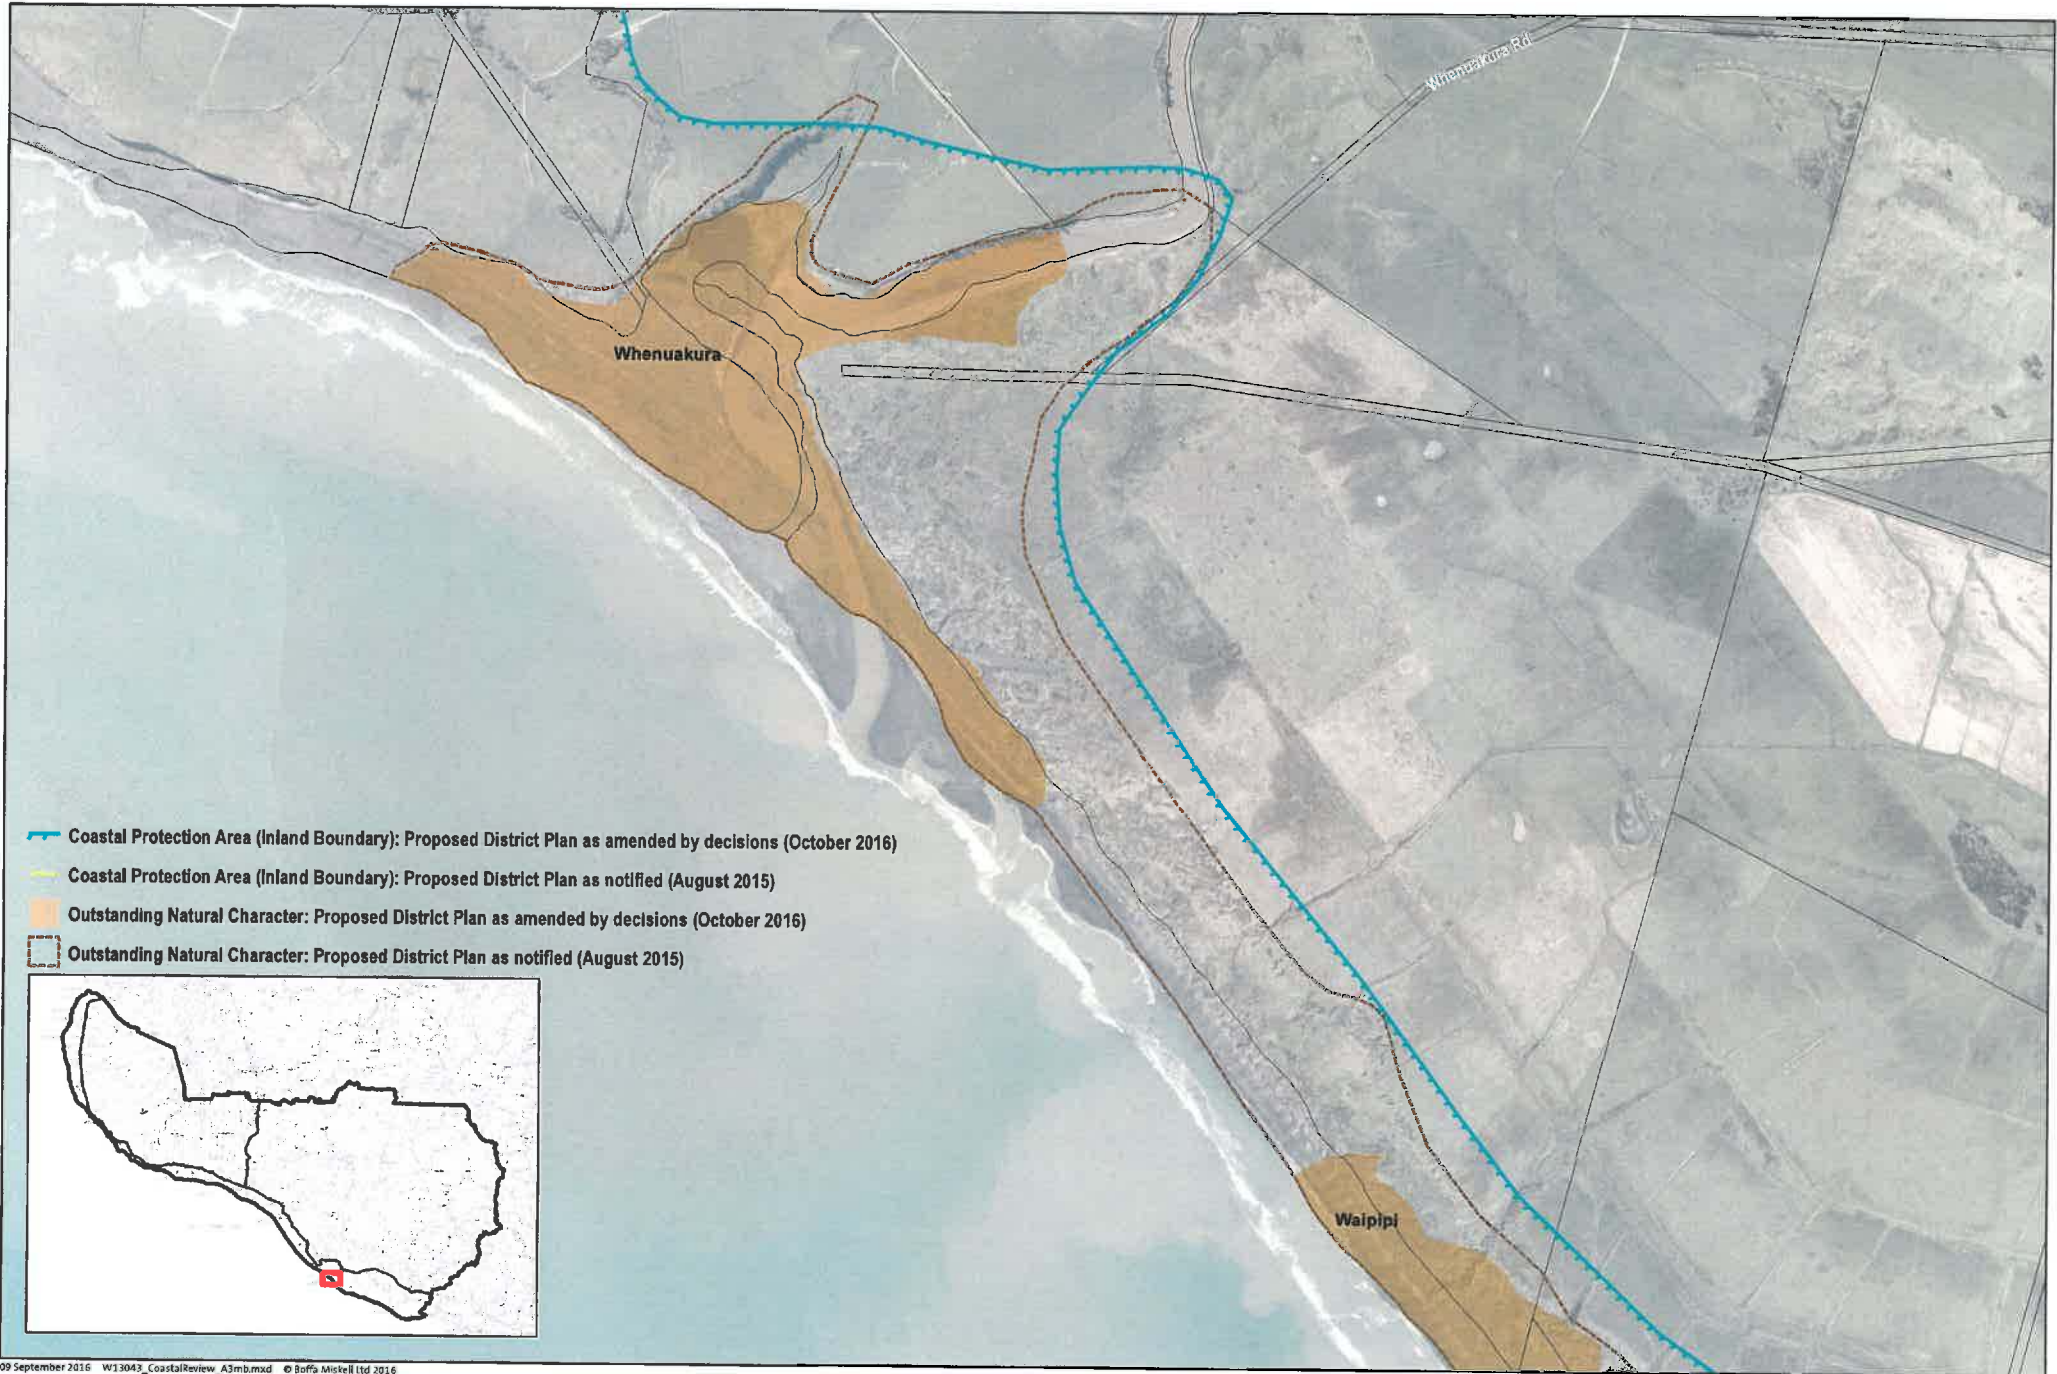 Whenuakura Rd
Whenuakura
Coastal Protection Area (Inland Boundary): Proposed District Plan as amended by decisions (October 2016)
Coastal Protection Area (Inland Boundary): Proposed District Plan as notified (August 2015)
Outstanding Natural Character: Proposed District Plan as amended by decisions (October 2016)
Outstanding Natural Character: Proposed District Plan as notified (August 2015)
Waipipi
09 September 2016 W13043_CoastalReview_A3mb.mxd © Boffa Miskell Ltd 2016